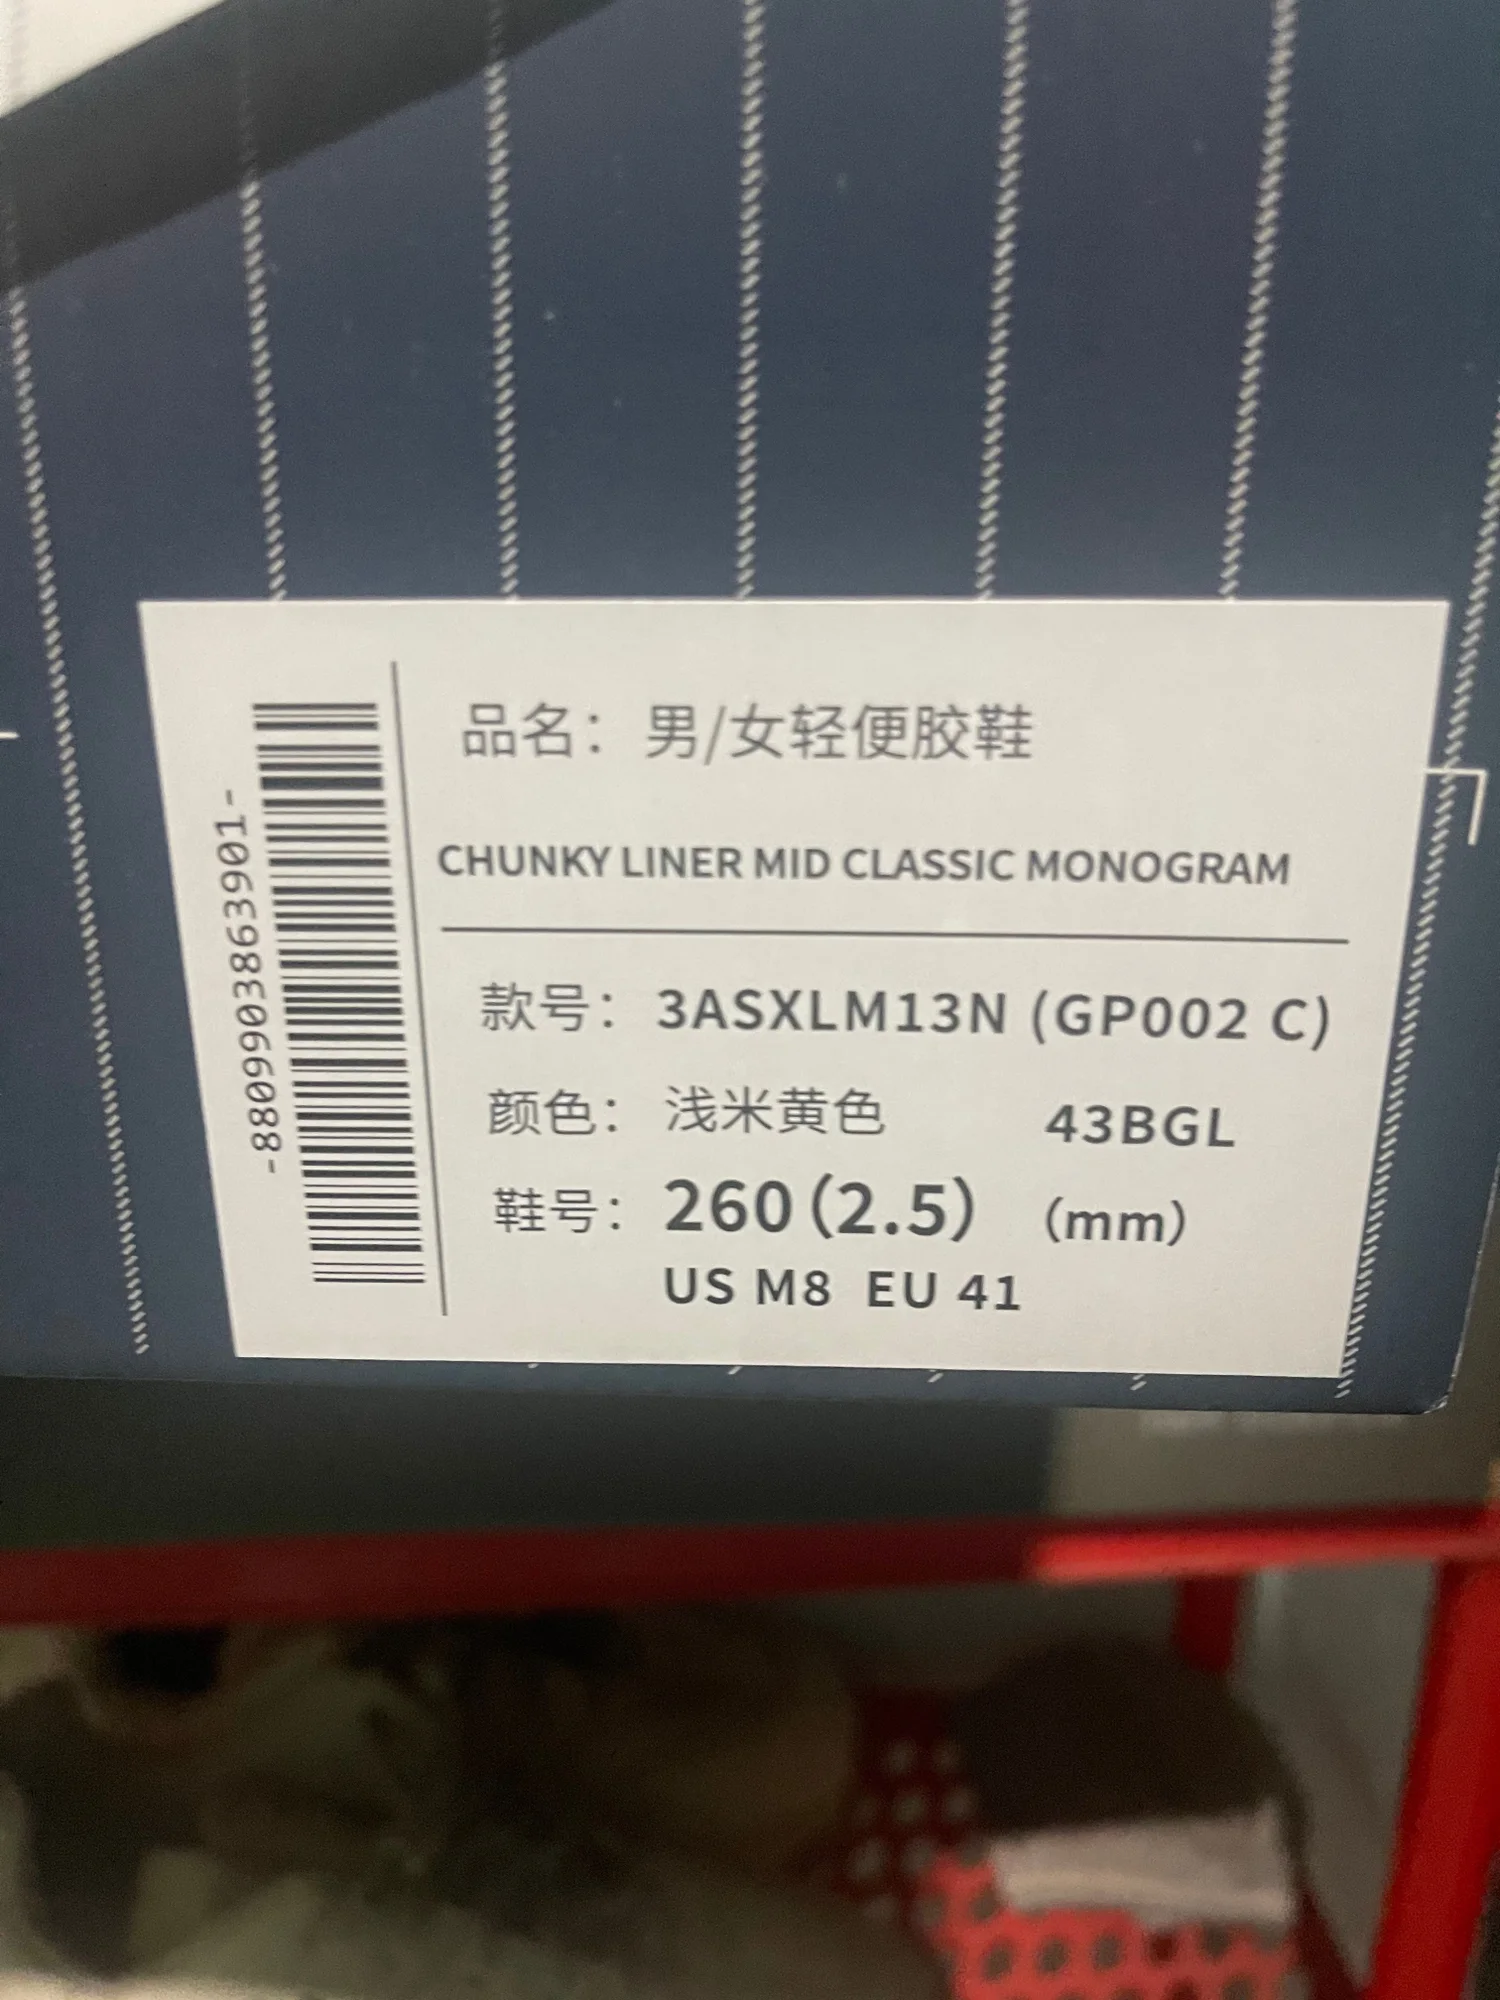 品名： 男/女轻便胶鞋
CHUNKY LINER MID CLASSIC MONOGRAM
款号： 3ASXLM13N (GP002 C)
颜色： 浅米黄色 43BGL
鞋号： 260(2.5) (mm)
US M8 EU 41
-8809903863901-